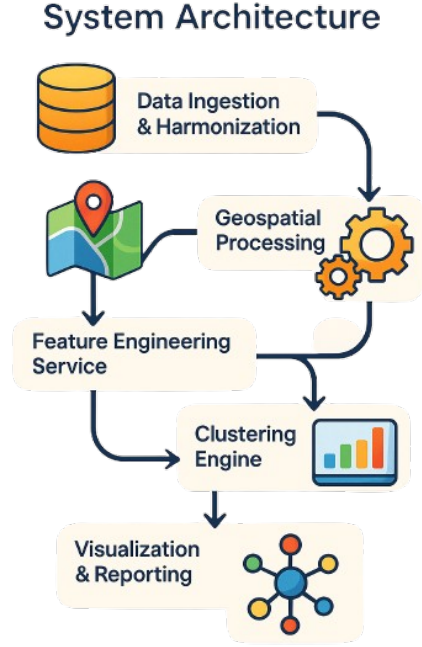 System Architecture
Data Ingestion
& Harmonization
Geospatial
Processing
Feature Engineering
Service
Clustering
Engine
Visualization
& Reporting